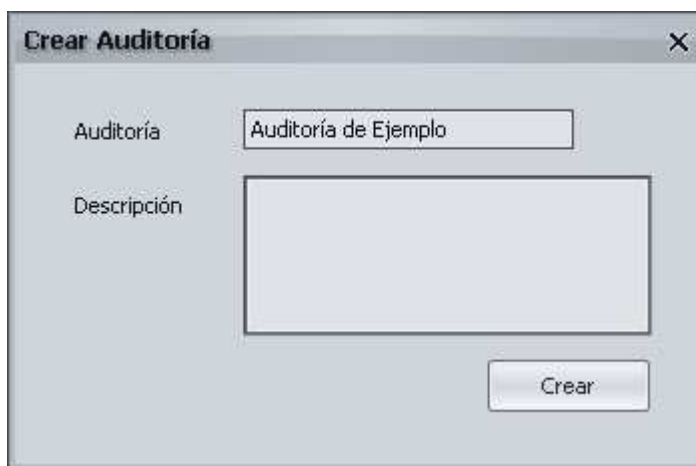 Crear Auditoría
Auditoría
Auditoría de Ejemplo
Descripción
Crear